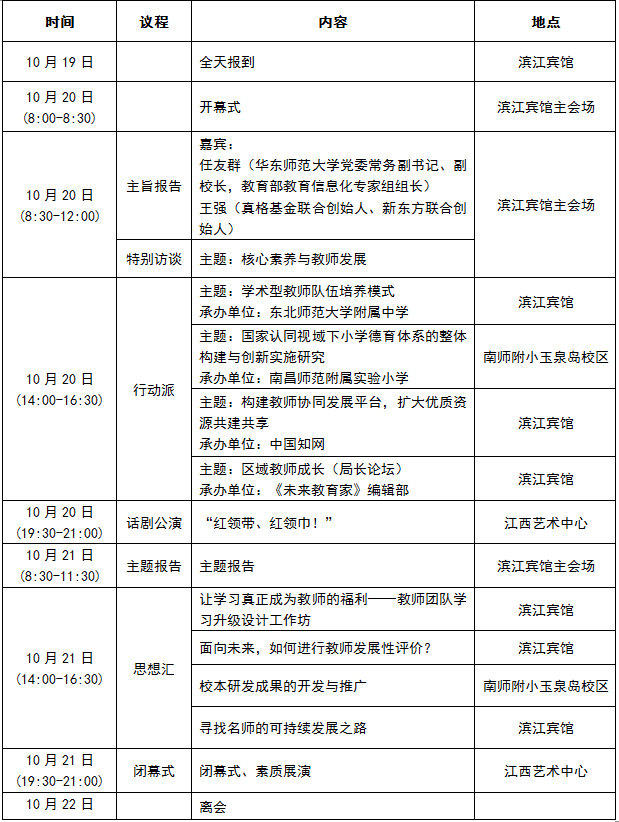 时间 议程 内容 地点
10 月 19 日 全天报到 滨江宾馆
10 月 20 日
(8:00-8:30)
开幕式 滨江宾馆主会场
10 月 20 日
(8:30-12:00)
主旨报告
嘉宾：
任友群（华东师范大学党委常务副书记、副
校长，教育部教育信息化专家组组长）
王强（真格基金联合创始人、新东方联合创
始人）
滨江宾馆主会场
特别访谈 主题：核心素养与教师发展
10 月 20 日
(14:00-16:30)
行动派
主题：学术型教师队伍培养模式
承办单位：东北师范大学附属中学
滨江宾馆
主题：国家认同视域下小学德育体系的整体
构建与创新实施研究
承办单位：南昌师范附属实验小学
南师附小玉泉岛校区
主题：构建教师协同发展平台，扩大优质资
源共建共享
承办单位：中国知网
滨江宾馆
主题：区域教师成长（局长论坛）
承办单位：《未来教育家》编辑部
滨江宾馆
10 月 20 日
(19:30-21:00)
话剧公演 “红领带、红领巾！” 江西艺术中心
10 月 21 日
(8:30-11:30)
主题报告 主题报告 滨江宾馆主会场
10 月 21 日
(14:00-16:30)
思想汇
让学习真正成为教师的福利——教师团队学
习升级设计工作坊
滨江宾馆
面向未来，如何进行教师发展性评价？ 滨江宾馆
校本研发成果的开发与推广 南师附小玉泉岛校区
寻找名师的可持续发展之路 滨江宾馆
10 月 21 日
(19:30-21:00)
闭幕式 闭幕式、素质展演 江西艺术中心
10 月 22 日 离会